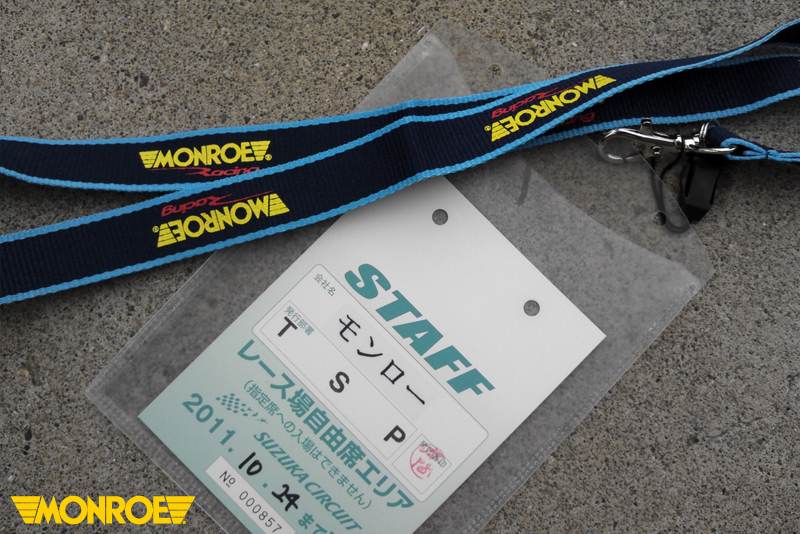 MONROE®
Racing
MONROE®
Racing
MONROE®
Racing
STAFF
会社名
モンロー
発行部署
T S P
レース場自由席エリア
(指定席への入場はできません)
SUZUKA CIRCUIT
2011.10.24まで
№ 000857
MONROE